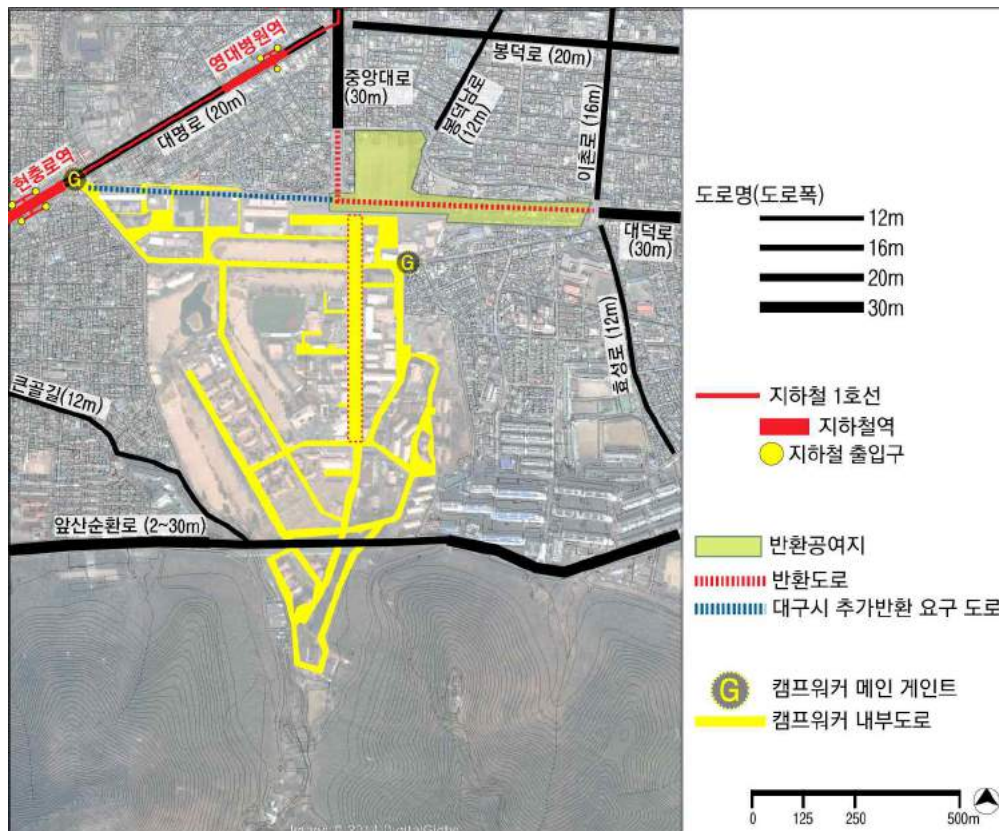 영대병원역
중앙대로
(30m)
봉덕로 (20m)
봉덕남로
(12m)
이촌로 (16m)
대명로 (20m)
현충로역
G
대덕로
(30m)
G
효성로 (12m)
큰골길(12m)
앞산순환로 (2~30m)
도로명(도로폭)
12m
16m
20m
30m
지하철 1호선
지하철역
지하철 출입구
반환공여지
반환도로
대구시 추가반환 요구 도로
G 캠프워커 메인 게인트
캠프워커 내부도로
0 125 250 500m